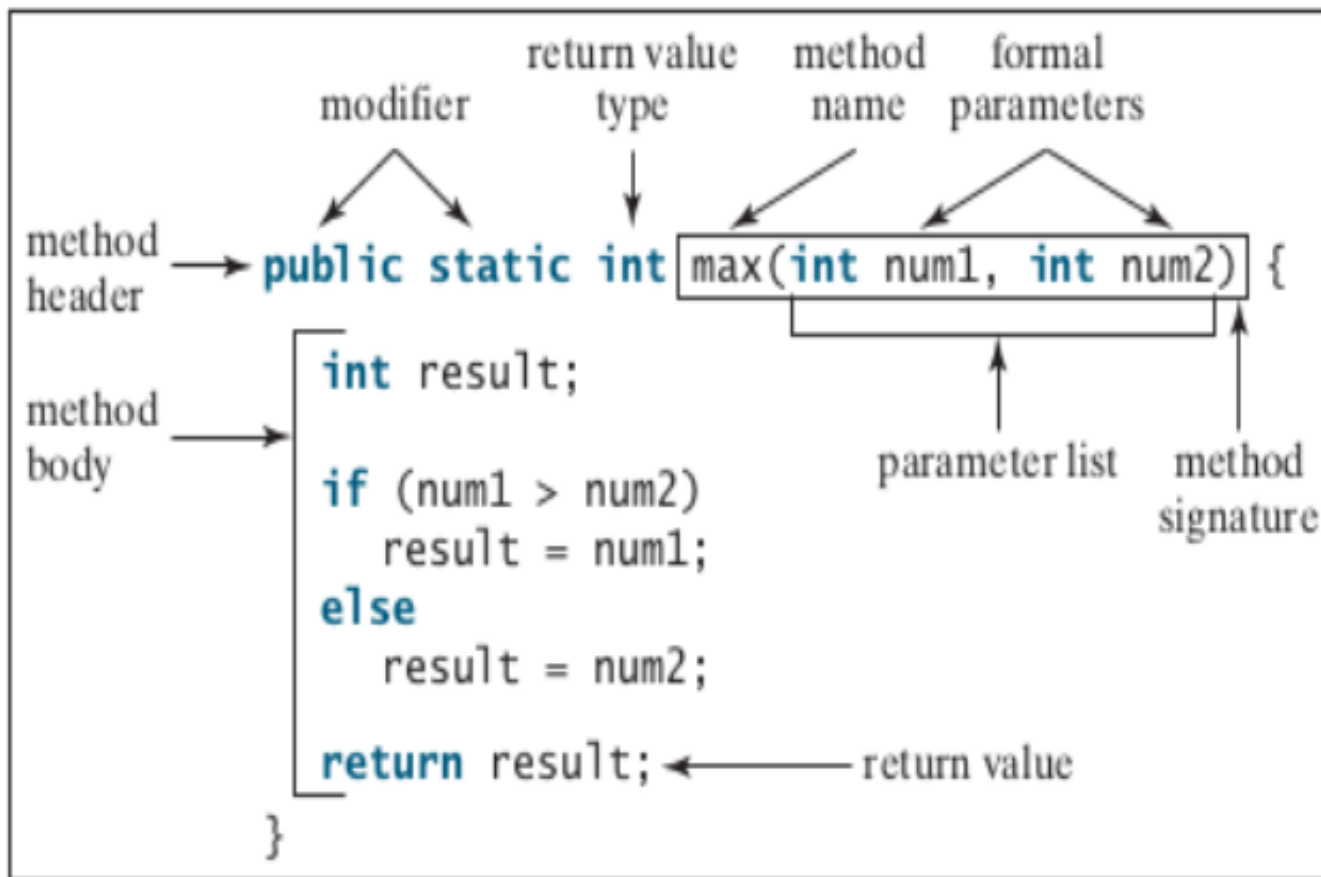 return value method formal
modifier type name parameters
method
header
public static int max(int num1, int num2) {
int result;
method
body
parameter list method
signature
if (num1 > num2)
result = num1;
else
result = num2;
return result; return value
}